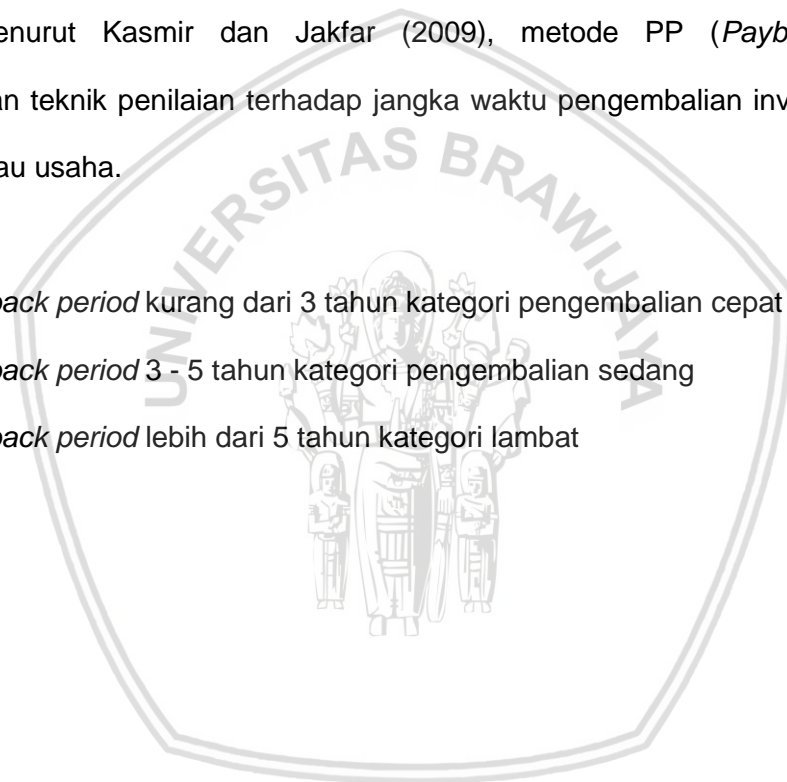 enurut Kasmir dan Jakfar (2009), metode PP (Payb
an teknik penilaian terhadap jangka waktu pengembalian inv
au usaha.
UNIVERSITAS BRAWIJAYA
back period kurang dari 3 tahun kategori pengembalian cepat
back period 3 - 5 tahun kategori pengembalian sedang
back period lebih dari 5 tahun kategori lambat